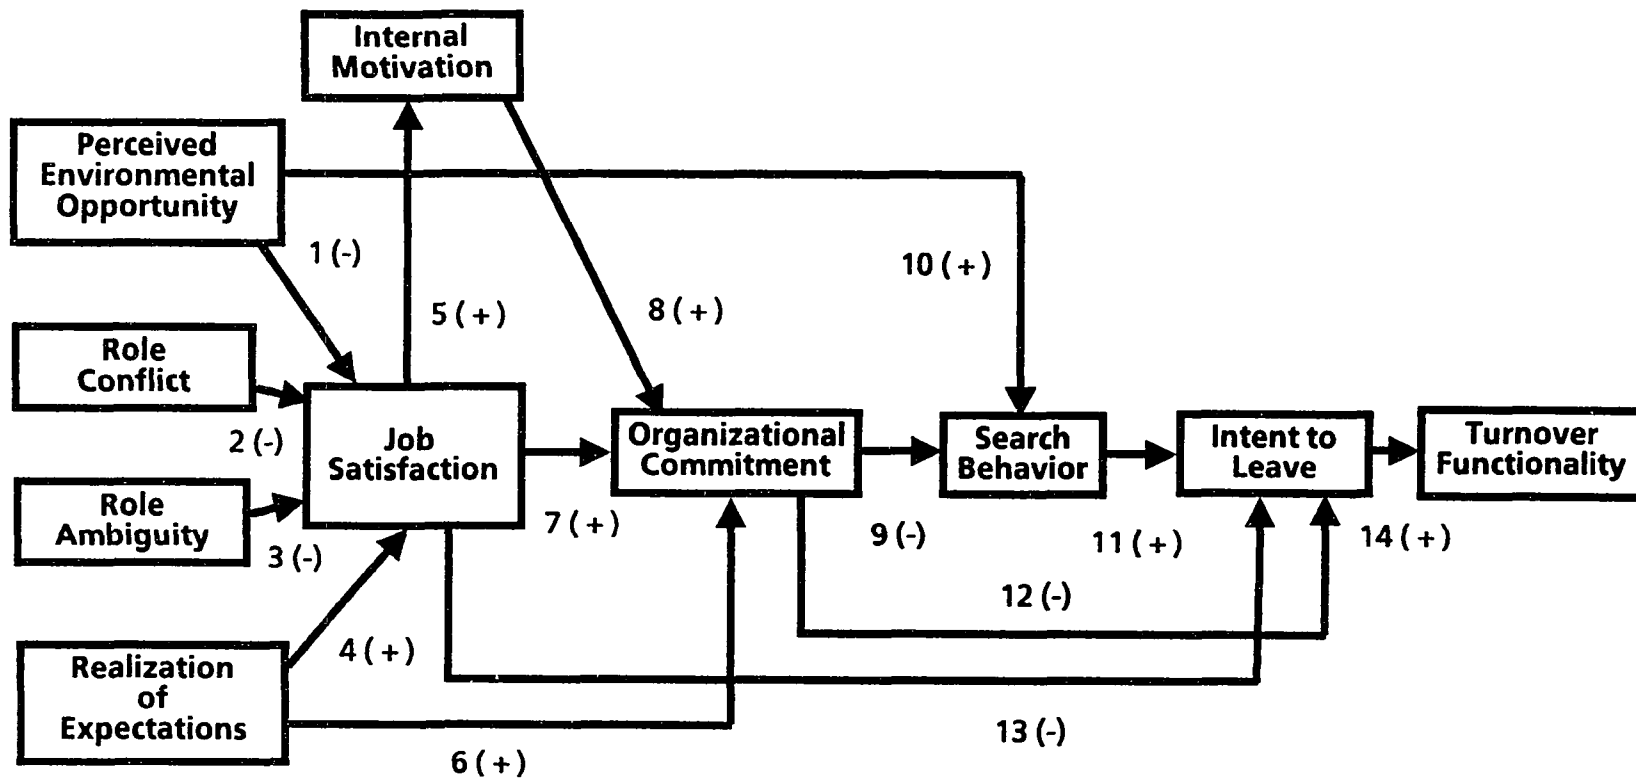 Internal
Motivation
Perceived
Environmental
Opportunity
1 (-)
10 ( + )
5 ( + )
8 ( + )
Role
Conflict
2 (-)
Job
Satisfaction
Organizational
Commitment
Search
Behavior
Intent to
Leave
Turnover
Functionality
Role
Ambiguity
3 (-)
7 ( + )
9 (-)
11 ( + )
14 ( + )
12 (-)
4 ( + )
Realization
of
Expectations
13 (-)
6 ( + )